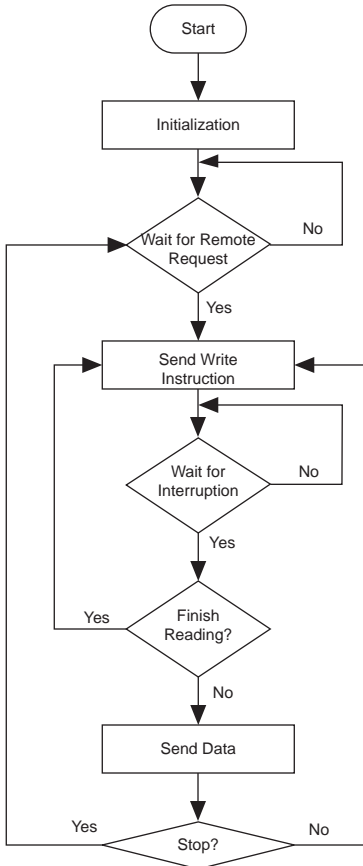 Start
Initialization
No
Wait for Remote
Request
Yes
Send Write
Instruction
Wait for
Interruption
No
Yes
Finish
Reading?
Yes
No
Send Data
Yes
Stop?
No